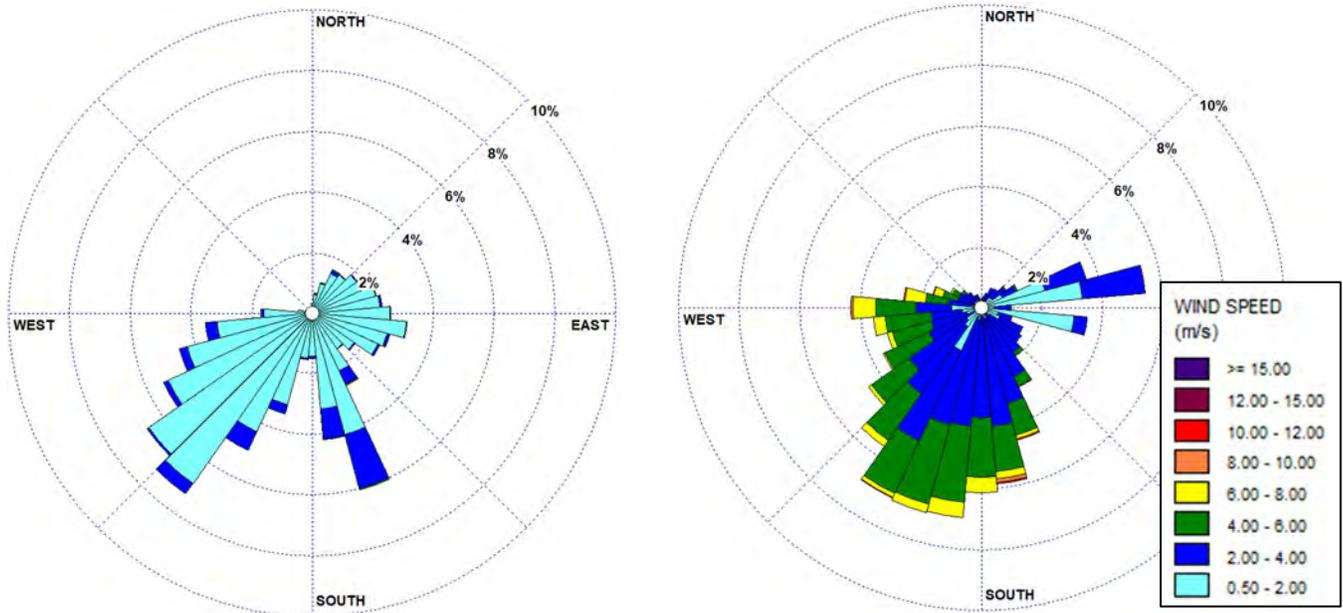 NORTH
10%
8%
6%
4%
2%
WEST
EAST
SOUTH
NORTH
10%
8%
6%
4%
2%
WEST
SOUTH
WIND SPEED
(m/s)
>= 15.00
12.00 - 15.00
10.00 - 12.00
8.00 - 10.00
6.00 - 8.00
4.00 - 6.00
2.00 - 4.00
0.50 - 2.00